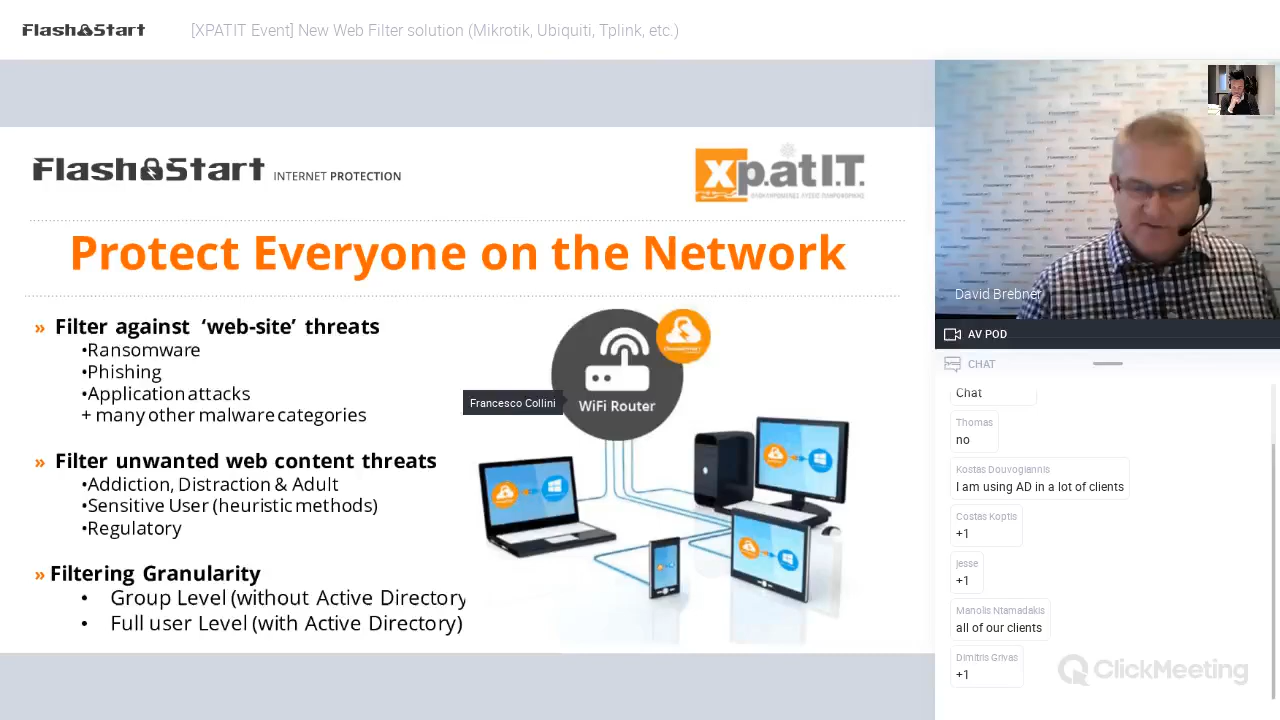 Flash Start
[XPATIT Event] New Web Filter solution (Mikrotik, Ubiquiti, Tplink, etc.)
Flash Start INTERNET PROTECTION
xp.at I.T.
ΟΛΟΚΛΗΡΩΜΕΝΕΣ ΛΥΣΕΙΣ ΠΛΗΡΟΦΟΡΙΚΗΣ
Protect Everyone on the Network
» Filter against ‘web-site’ threats
•Ransomware
•Phishing
•Application attacks
+ many other malware categories
» Filter unwanted web content threats
•Addiction, Distraction & Adult
•Sensitive User (heuristic methods)
•Regulatory
» Filtering Granularity
• Group Level (without Active Directory
• Full user Level (with Active Directory)
Francesco Collini
WiFi Router
David Brebner
AV POD
CHAT
Chat
Thomas
no
Kostas Douvogiannis
I am using AD in a lot of clients
Costas Koptis
+1
jesse
+1
Manolis Ntamadakis
all of our clients
Dimitris Grivas
+1
ClickMeeting